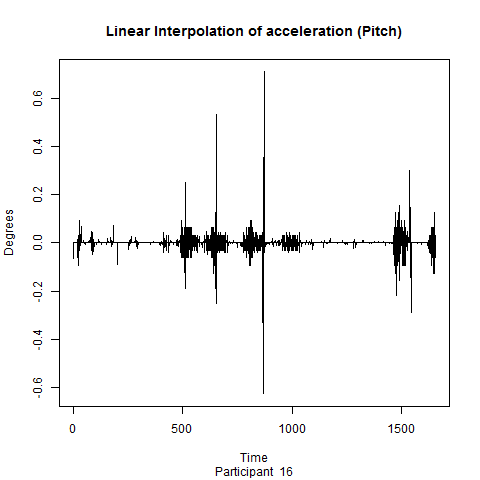 Linear Interpolation of acceleration (Pitch)
0.6
0.4
0.2
0.0
-0.2
-0.4
-0.6
Degrees
0 500 1000 1500
Time
Participant 16